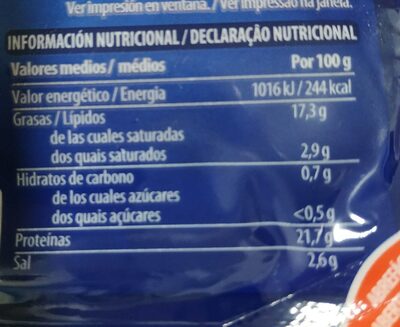 Ver impresión en ventana. / Ver impressão na janela.
INFORMACIÓN NUTRICIONAL / DECLARAÇÃO NUTRICIONAL
Valores medios / médios Por 100 g
Valor energético / Energia 1016 kJ / 244 kcal
Grasas / Lípidos 17,3 g
de las cuales saturadas
dos quais saturados 2,9 g
Hidratos de carbono 0,7 g
de los cuales azúcares
dos quais açúcares <0,5 g
Proteínas 21,7 g
Sal 2,6 g